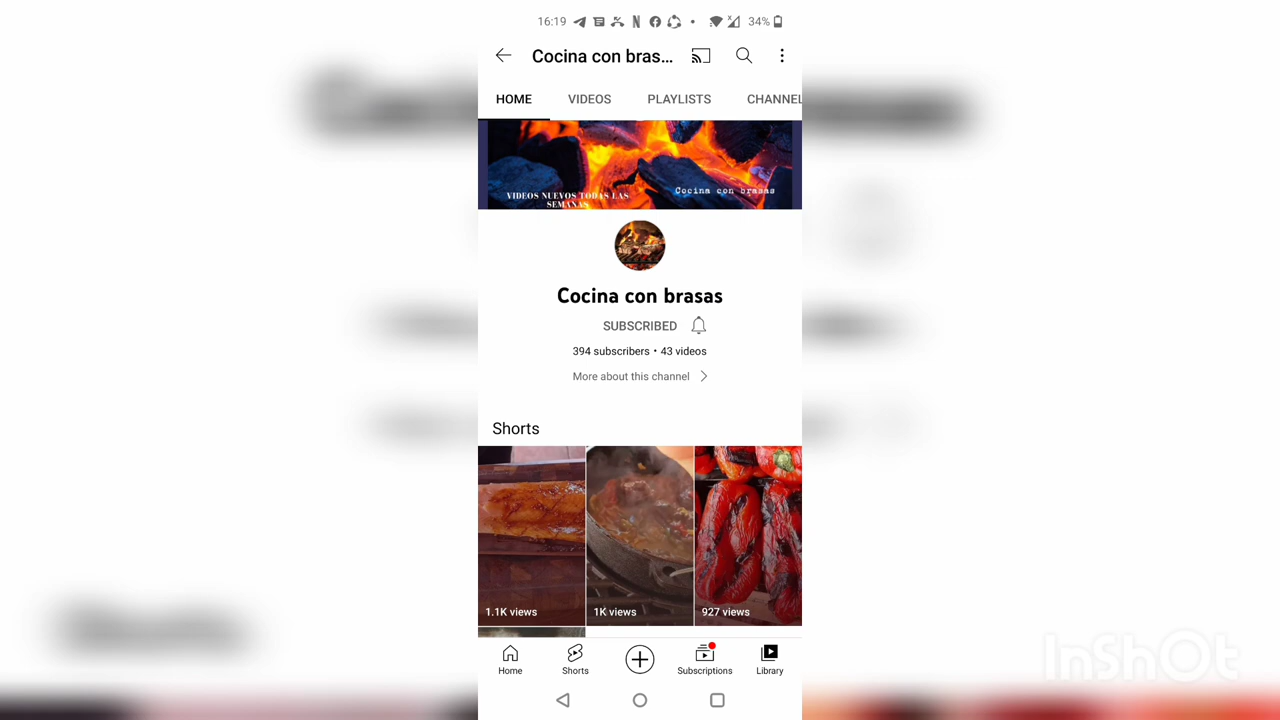 16:19 34%
Cocina con bras...
HOME VIDEOS PLAYLISTS CHANNEL
VIDEOS NUEVOS TODAS LAS
SEMANAS
Cocina con brasas
Cocina con brasas
SUBSCRIBED
394 subscribers • 43 videos
More about this channel
Shorts
1.1K views 1K views 927 views
Home Shorts Subscriptions Library
InShOt